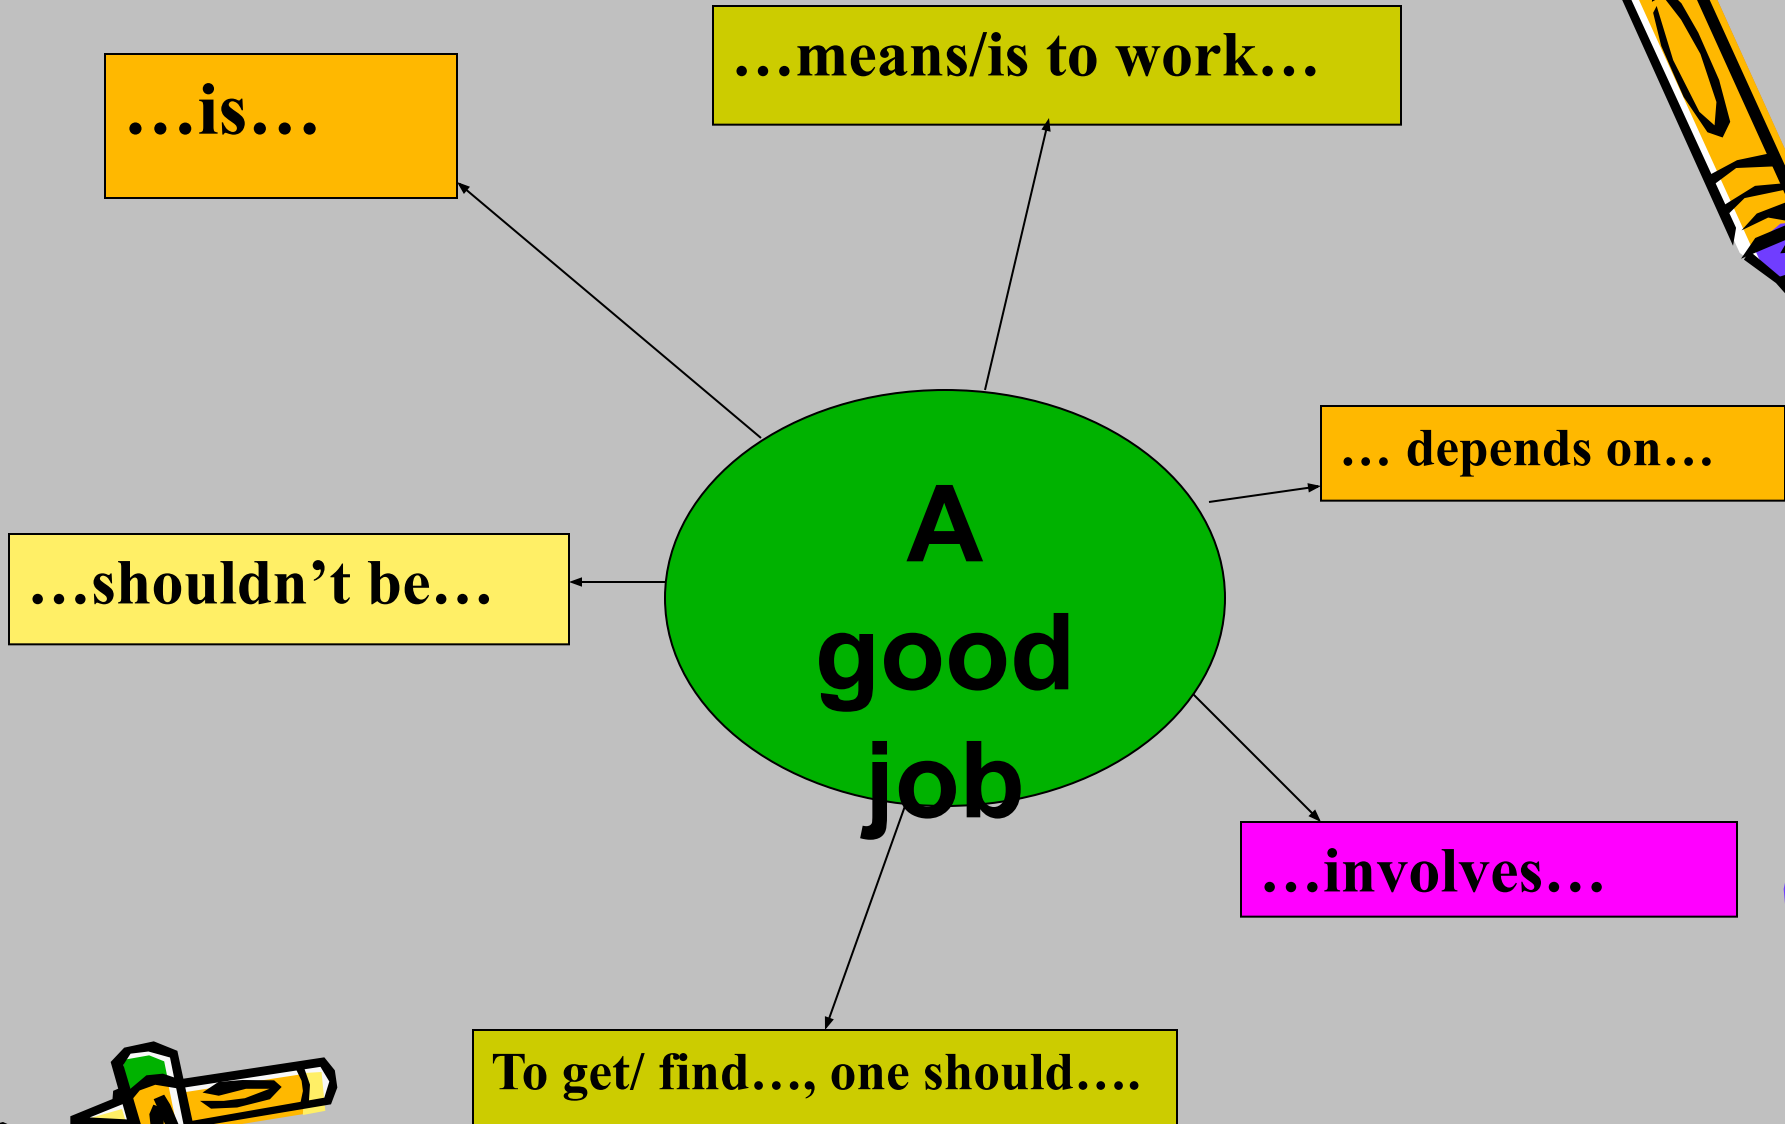 …means/is to work…
…is…
… depends on…
A
good
job
…shouldn’t be…
…involves…
To get/ find…, one should….